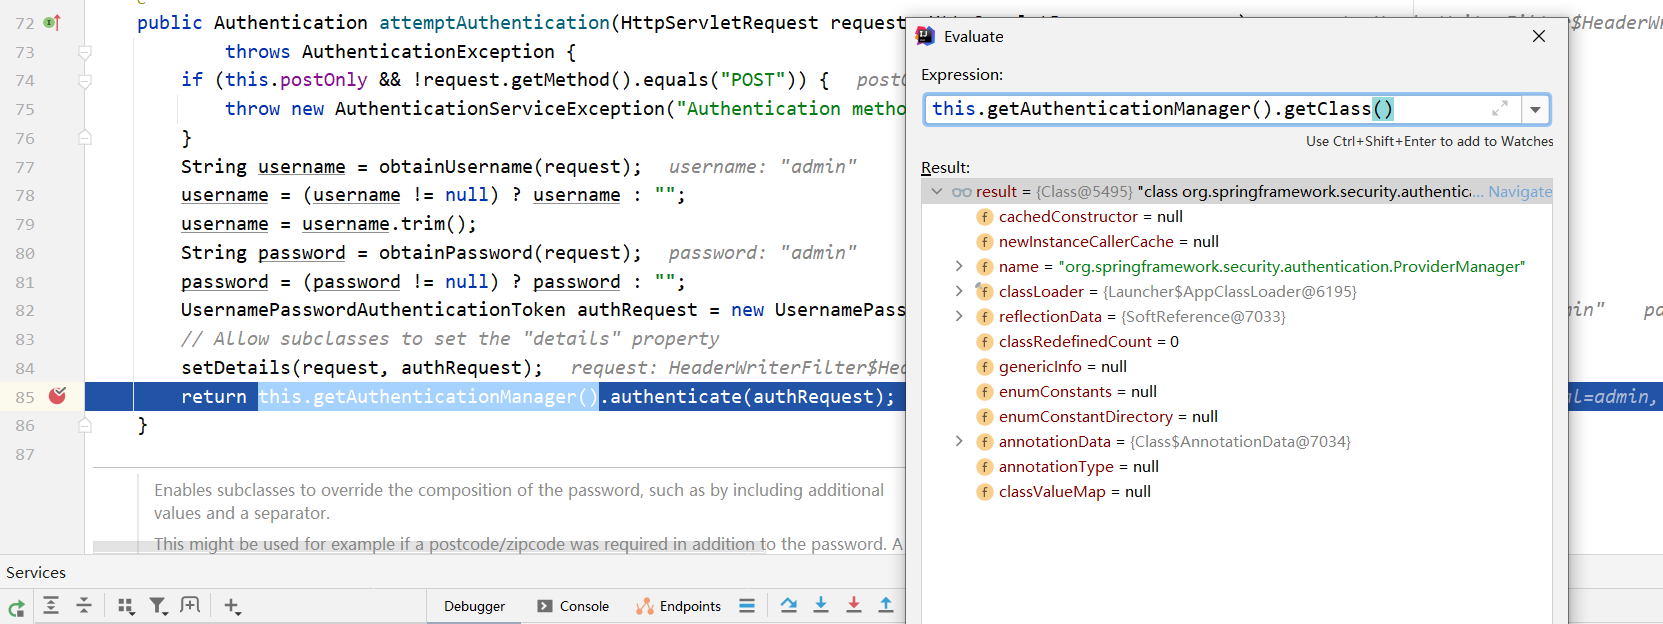 72 public Authentication attemptAuthentication(HttpServletRequest request
73 throws AuthenticationException {
74 if (this.postOnly && !request.getMethod().equals("POST")) { post
75 throw new AuthenticationServiceException("Authentication metho
76 }
77 String username = obtainUsername(request); username: "admin"
78 username = (username != null) ? username : "";
79 username = username.trim();
80 String password = obtainPassword(request); password: "admin"
81 password = (password != null) ? password : "";
82 UsernamePasswordAuthenticationToken authRequest = new UsernamePass
83 // Allow subclasses to set the "details" property
84 setDetails(request, authRequest); request: HeaderWriterFilter$Hea
85 return this.getAuthenticationManager().authenticate(authRequest);
86 }
87
Enables subclasses to override the composition of the password, such as by including additional
values and a separator.
This might be used for example if a postcode/zipcode was required in addition to the password. A
$HeaderWr
in" pa
l=admin,
Evaluate
Expression:
this.getAuthenticationManager().getClass()
Use Ctrl+Shift+Enter to add to Watches
Result:
result = {Class@5495} "class org.springframework.security.authentic... Navigate
f cachedConstructor = null
f newInstanceCallerCache = null
f name = "org.springframework.security.authentication.ProviderManager"
f classLoader = {Launcher$AppClassLoader@6195}
f reflectionData = {SoftReference@7033}
f classRedefinedCount = 0
f genericInfo = null
f enumConstants = null
f enumConstantDirectory = null
f annotationData = {Class$AnnotationData@7034}
f annotationType = null
f classValueMap = null
Services
Debugger Console Endpoints